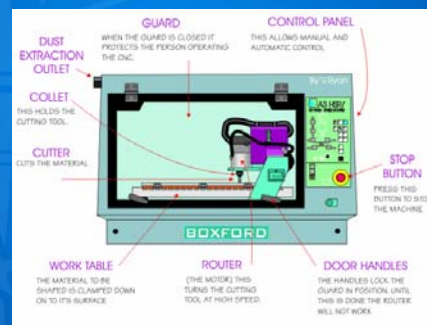 GUARD
WHEN THE GUARD IS CLOSED IT
PROTECTS THE PERSON OPERATING
THE CNC.
CONTROL PANEL
THIS ALLOWS MANUAL AND
AUTOMATIC CONTROL
DUST
EXTRACTION
OUTLET
COLLET
THIS HOLDS THE
CUTTING TOOL.
CUTTER
CUTS THE MATERIAL
By V.Ryan
STOP
BUTTON
PRESS THIS
BUTTON TO STO
THE MACHINE
BOXFORD
WORK TABLE
THE MATERIAL TO BE
SHAPED IS CLAMPED DOWN
ON TO IT'S SURFACE
ROUTER
(THE MOTOR) THIS
TURNS THE CUTTING
TOOL AT HIGH SPEED.
DOOR HANDLES
THE HANDLES LOCK THE
GUARD IN POSITION. UNTIL
THIS IS DONE THE ROUTER
WILL NOT WORK.